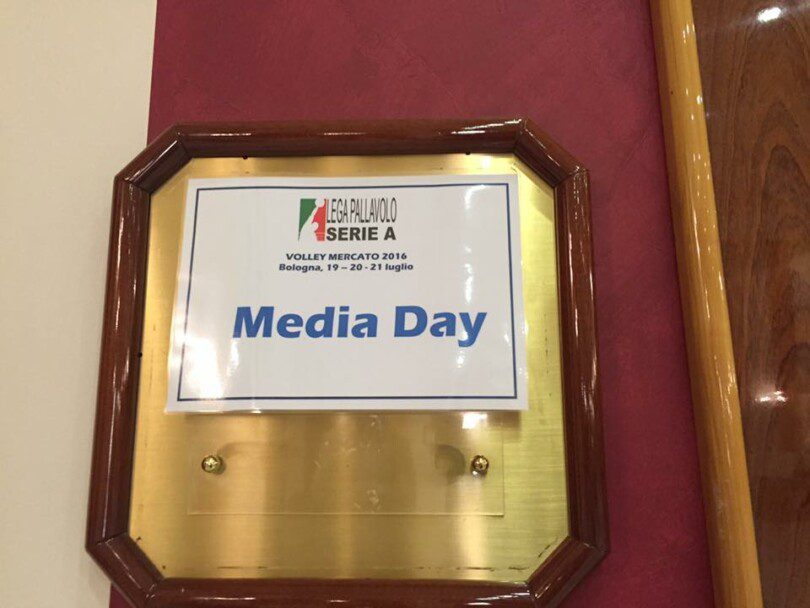 LEGA PALLAVOLO
SERIE A
VOLLEY MERCATO 2016
Bologna, 19 – 20 - 21 luglio
Media Day